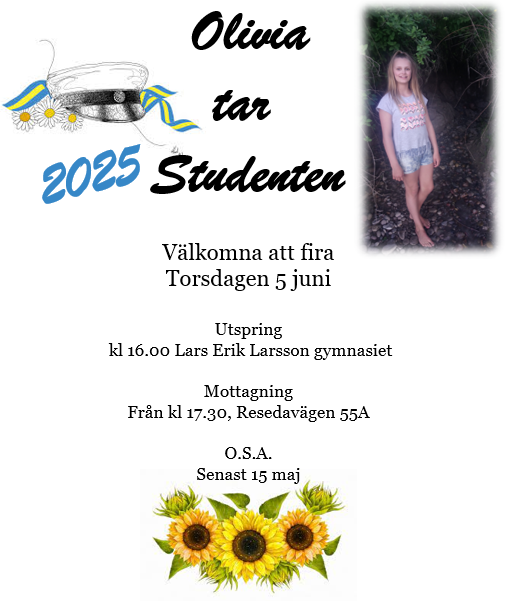 Olivia
tar
2025 Studenten
Välkomna att fira
Torsdagen 5 juni
Utspring
kl 16.00 Lars Erik Larsson gymnasiet
Mottagning
Från kl 17.30, Resedavägen 55A
O.S.A.
Senast 15 maj